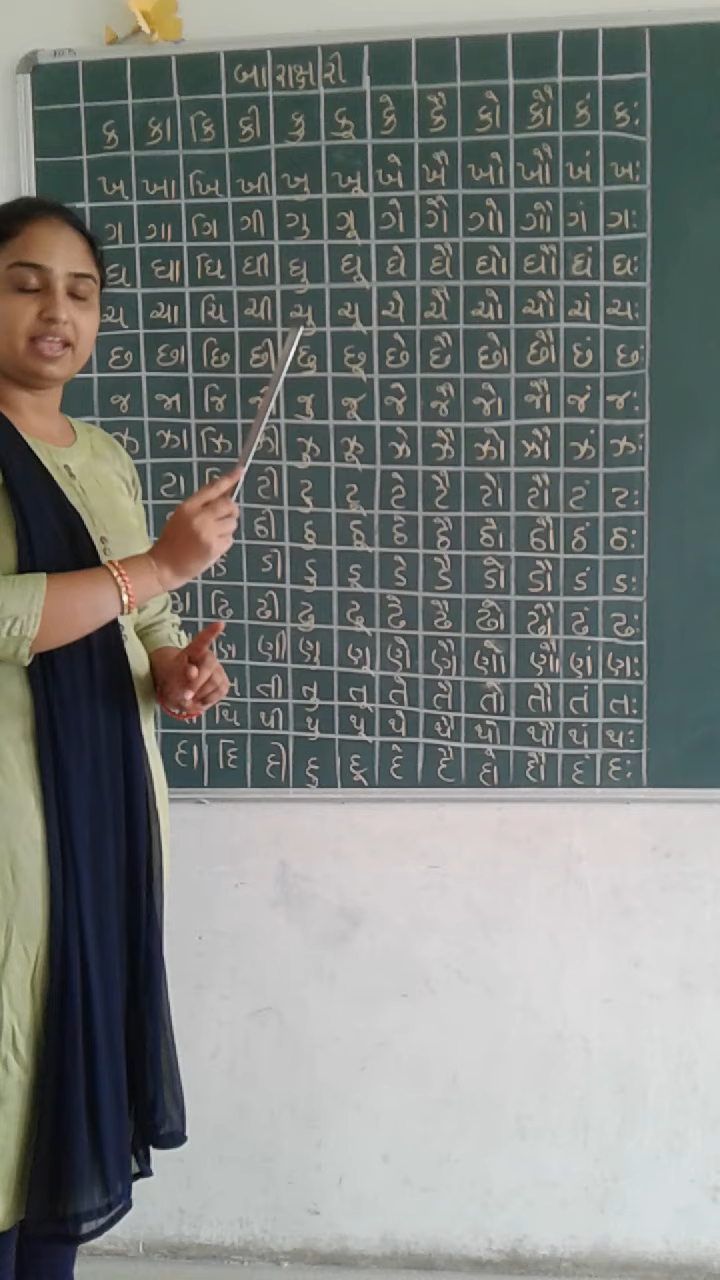 બારાક્ષરી
ક કા કિ કી કુ કૂ કે કૈ કો કૌ કં કઃ
ખ ખા ખિ ખી ખુ ખૂ ખે ખૈ ખો ખૌ ખં ખઃ
ગ ગા ગિ ગી ગુ ગૂ ગે ગૈ ગો ગૌ ગં ગઃ
ઘ ઘા ઘિ ઘી ઘુ ઘૂ ઘે ઘૈ ઘો ઘૌ ઘં ઘઃ
ચ ચા ચિ ચી ચુ ચૂ ચે ચૈ ચો ચૌ ચં ચઃ
છ છા છિ છી છુ છૂ છે છૈ છો છૌ છં છઃ
જ જા જિ જુ જૂ જે જૈ જો જૌ જં જઃ
ઝ ઝા ઝિ ઝી ઝુ ઝૂ ઝે ઝૈ ઝો ઝૌ ઝં ઝઃ
ટા ટી ટુ ટૂ ટે ટૈ ટો ટૌ ટં ટઃ
ઠી ઠુ ઠૂ ઠે ઠૈ ઠો ઠૌ ઠં ઠઃ
ડિ ડી ડુ ડૂ ડે ડૈ ડો ડૌ ડં ડઃ
ઢિ ઢી ઢુ ઢૂ ઢે ઢૈ ઢો ઢૌ ઢં ઢઃ
ણિ ણી ણુ ણૂ ણે ણૈ ણો ણૌ ણં ણઃ
તી તુ તૂ તે તૈ તો તૌ તં તઃ
થિ થી થુ થૂ થે થૈ થો થૌ થં થઃ
દા દિ દી દુ દૂ દે દૈ દો દૌ દં દઃ